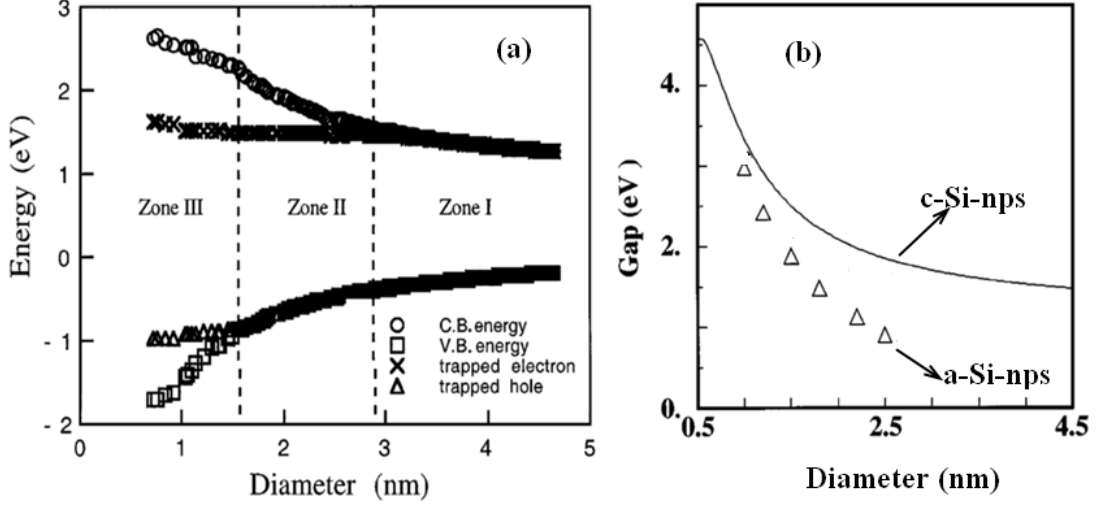 3
2
1
0
- 1
- 2
Energy (eV)
(a)
Zone III
Zone II
Zone I
C.B.energy
V.B.energy
trapped electron
trapped hole
0
1
2
3
4
5
Diameter (nm)
(b)
4.
2.
0.
Gap (eV)
c-Si-nps
a-Si-nps
0.5
2.5
4.5
Diameter (nm)